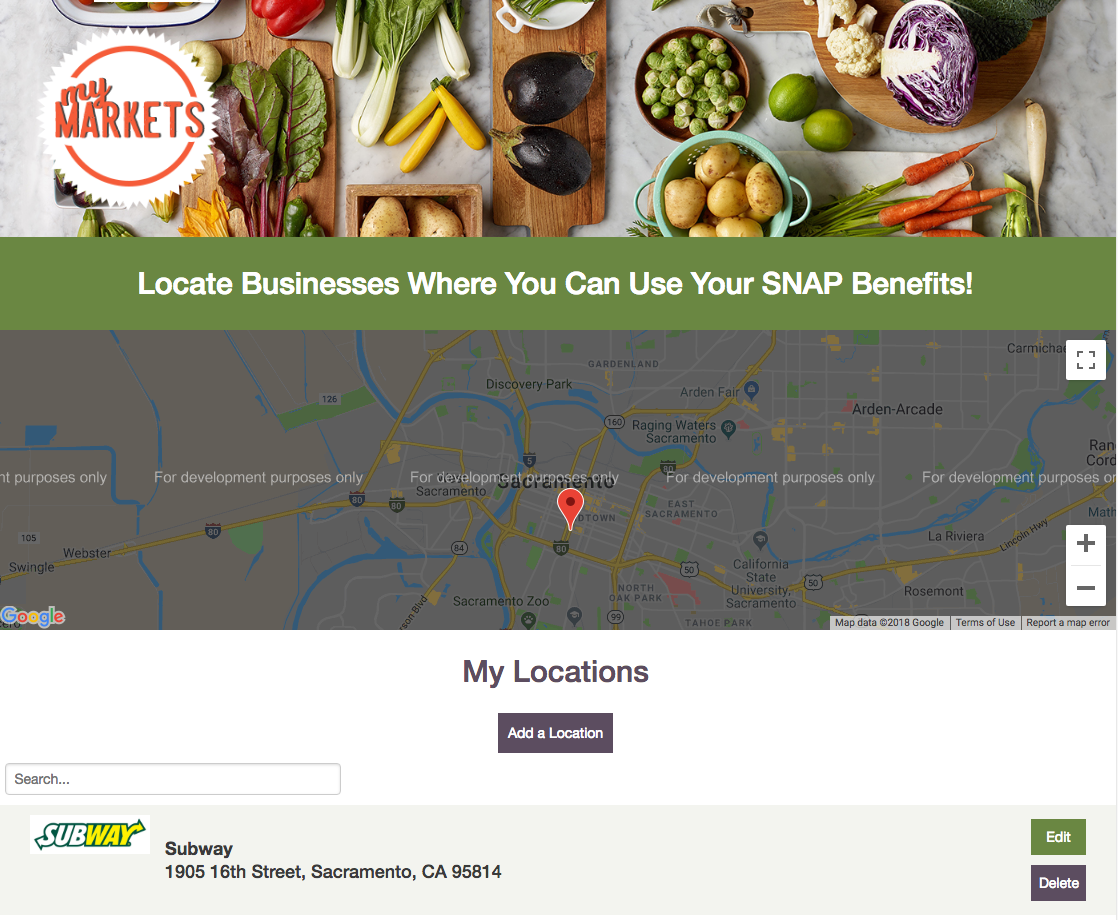 my
MARKETS
Locate Businesses Where You Can Use Your SNAP Benefits!
Carmichae
GARDENLAND
Discovery Park
Arden Fair
126
Arden-Arcade
160
Raging Waters
Sacramento
Ran
Cord
5
80
nt purposes only
For development purposes only
For development purposes only
For development purposes only
For development purposes or
Sacramento
West
Sacramento
80
80
EAST
SACRAMENTO
Math
DTOWN
80
105
Webster
80
84
La Riviera
Lincoln Hwy
Swingle
50
California
State
University,
Sacramento
50
NORTH
OAK PARK
Rosemont
Sacramento Zoo
99
TAHOE PARK
Google
Map data ©2018 Google
Terms of Use
Report a map error
My Locations
Add a Location
Search...
SUBWAY
Subway
1905 16th Street, Sacramento, CA 95814
Edit
Delete